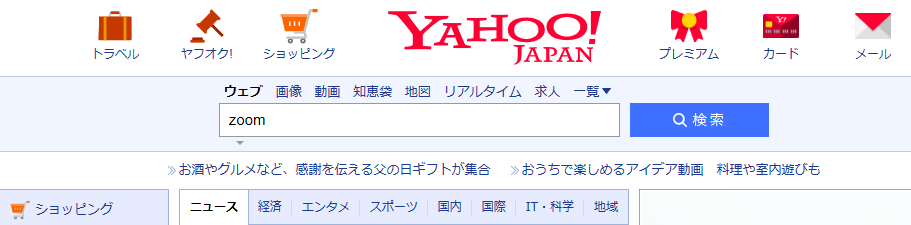 YAHOO!
JAPAN
トラベル ヤフオク! ショッピング プレミアム カード メール
ウェブ 画像 動画 知恵袋 地図 リアルタイム 求人 一覧▼
zoom 検索
お酒やグルメなど、感謝を伝える父の日ギフトが集合 おうちで楽しめるアイデア動画 料理や室内遊びも
ショッピング ニュース 経済 エンタメ スポーツ 国内 国際 IT・科学 地域